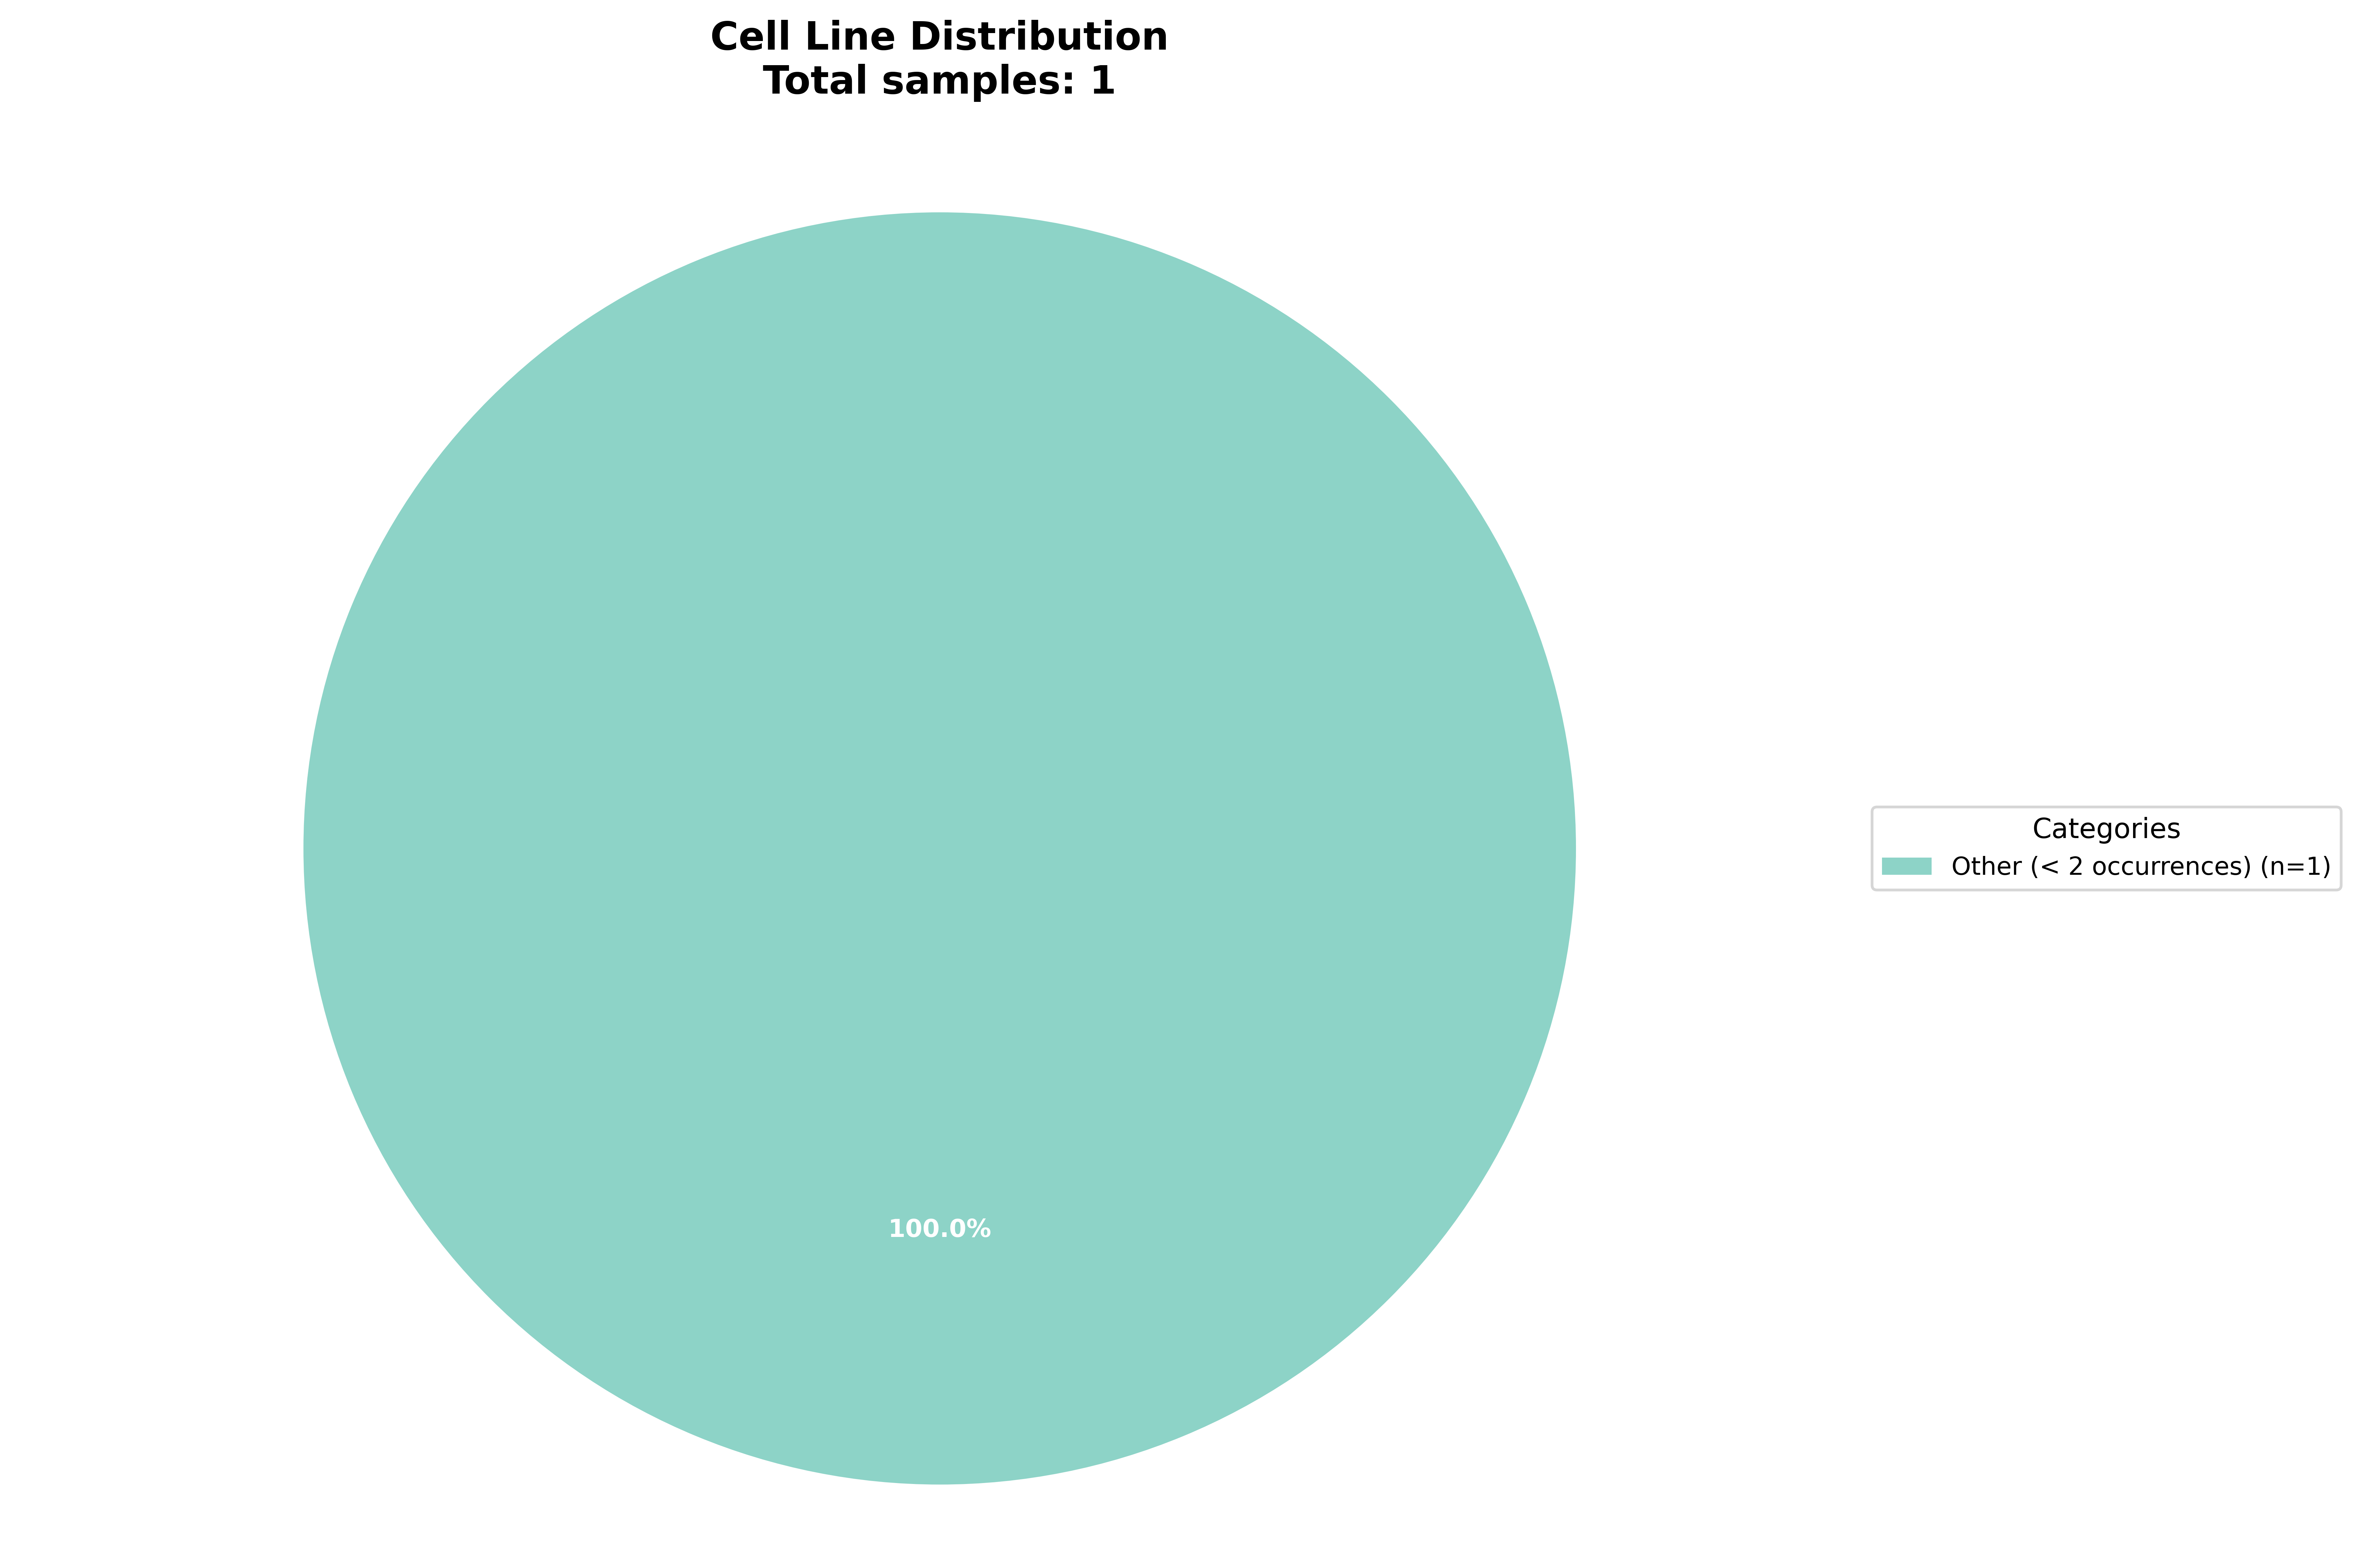 Cell Line Distribution
Total samples: 1
Categories
Other (< 2 occurrences) (n=1)
100.0%